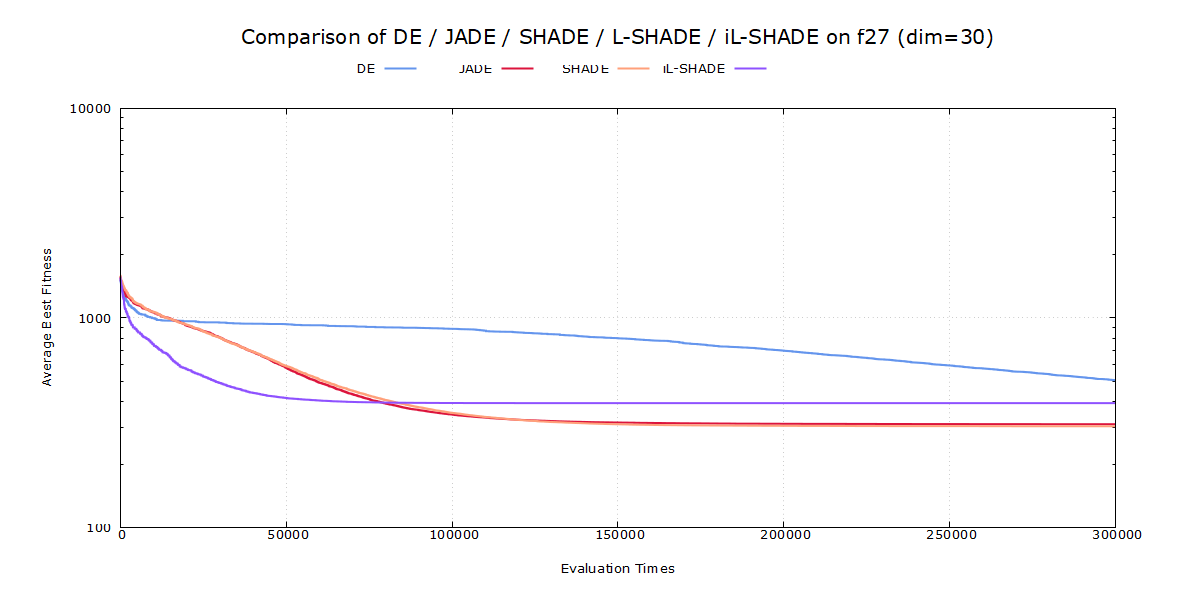 Comparison of DE / JADE / SHADE / L-SHADE / iL-SHADE on f27 (dim=30)
DE JADE SHADE iL-SHADE
10000
1000
100
Average Best Fitness
0 50000 100000 150000 200000 250000 300000
Evaluation Times